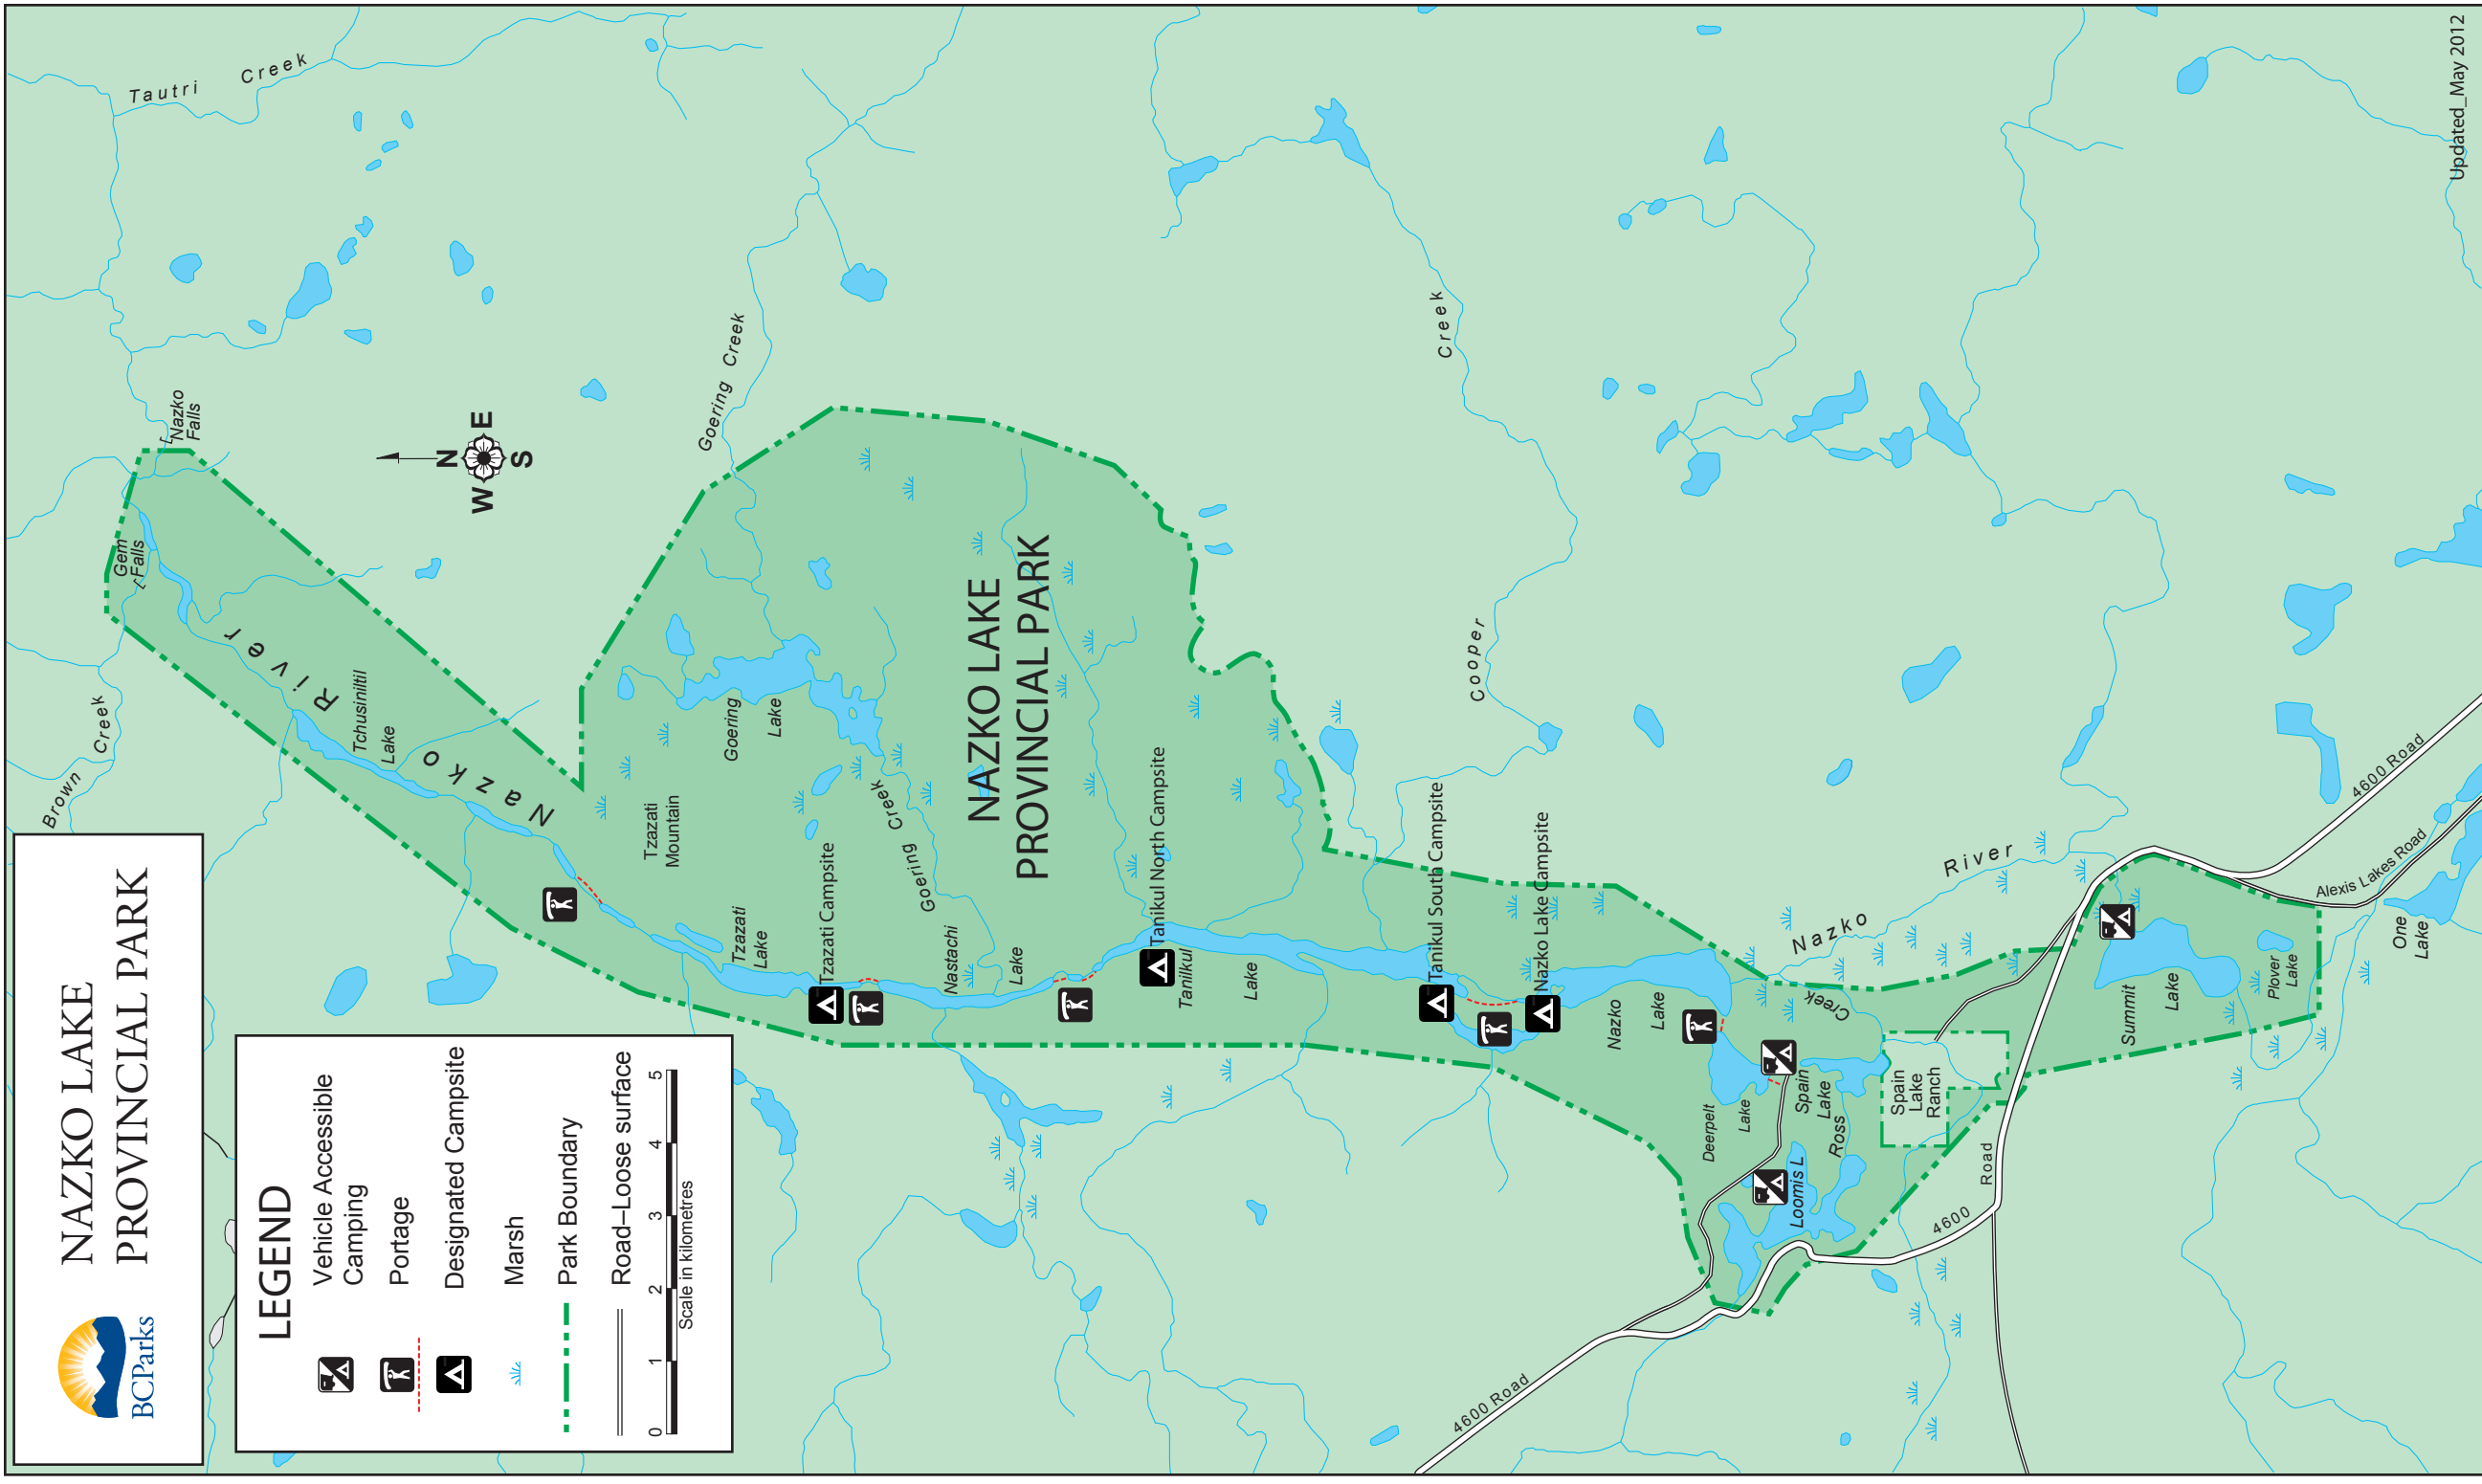 NAZKO LAKE
PROVINCIAL PARK
BCParks
LEGEND
Vehicle Accessible
Camping
Portage
Designated Campsite
Marsh
Park Boundary
Road–Loose surface
0 1 2 3 4 5
Scale in kilometres
Brown Creek
Tautri Creek
Gem
Falls
Nazko
Falls
N
W E
S
Nazko River
Tchusiniltil
Lake
Tzazati
Mountain
Goering Creek
Goering
Lake
Tzazati
Lake
Tzazati Campsite
Goering Creek
NAZKO LAKE
PROVINCIAL PARK
Nastachi
Lake
Tanikul North Campsite
Tanilkul
Lake
Cooper Creek
Tanikul South Campsite
Nazko Lake Campsite
Nazko
Lake
Nazko River
Deerpelt
Lake
Spain
Lake
Ross Creek
Loomis L
Spain
Lake
Ranch
4600 Road
4600 Road
4600 Road
Alexis Lakes Road
Summit
Lake
Plover
Lake
One
Lake
Updated_May 2012